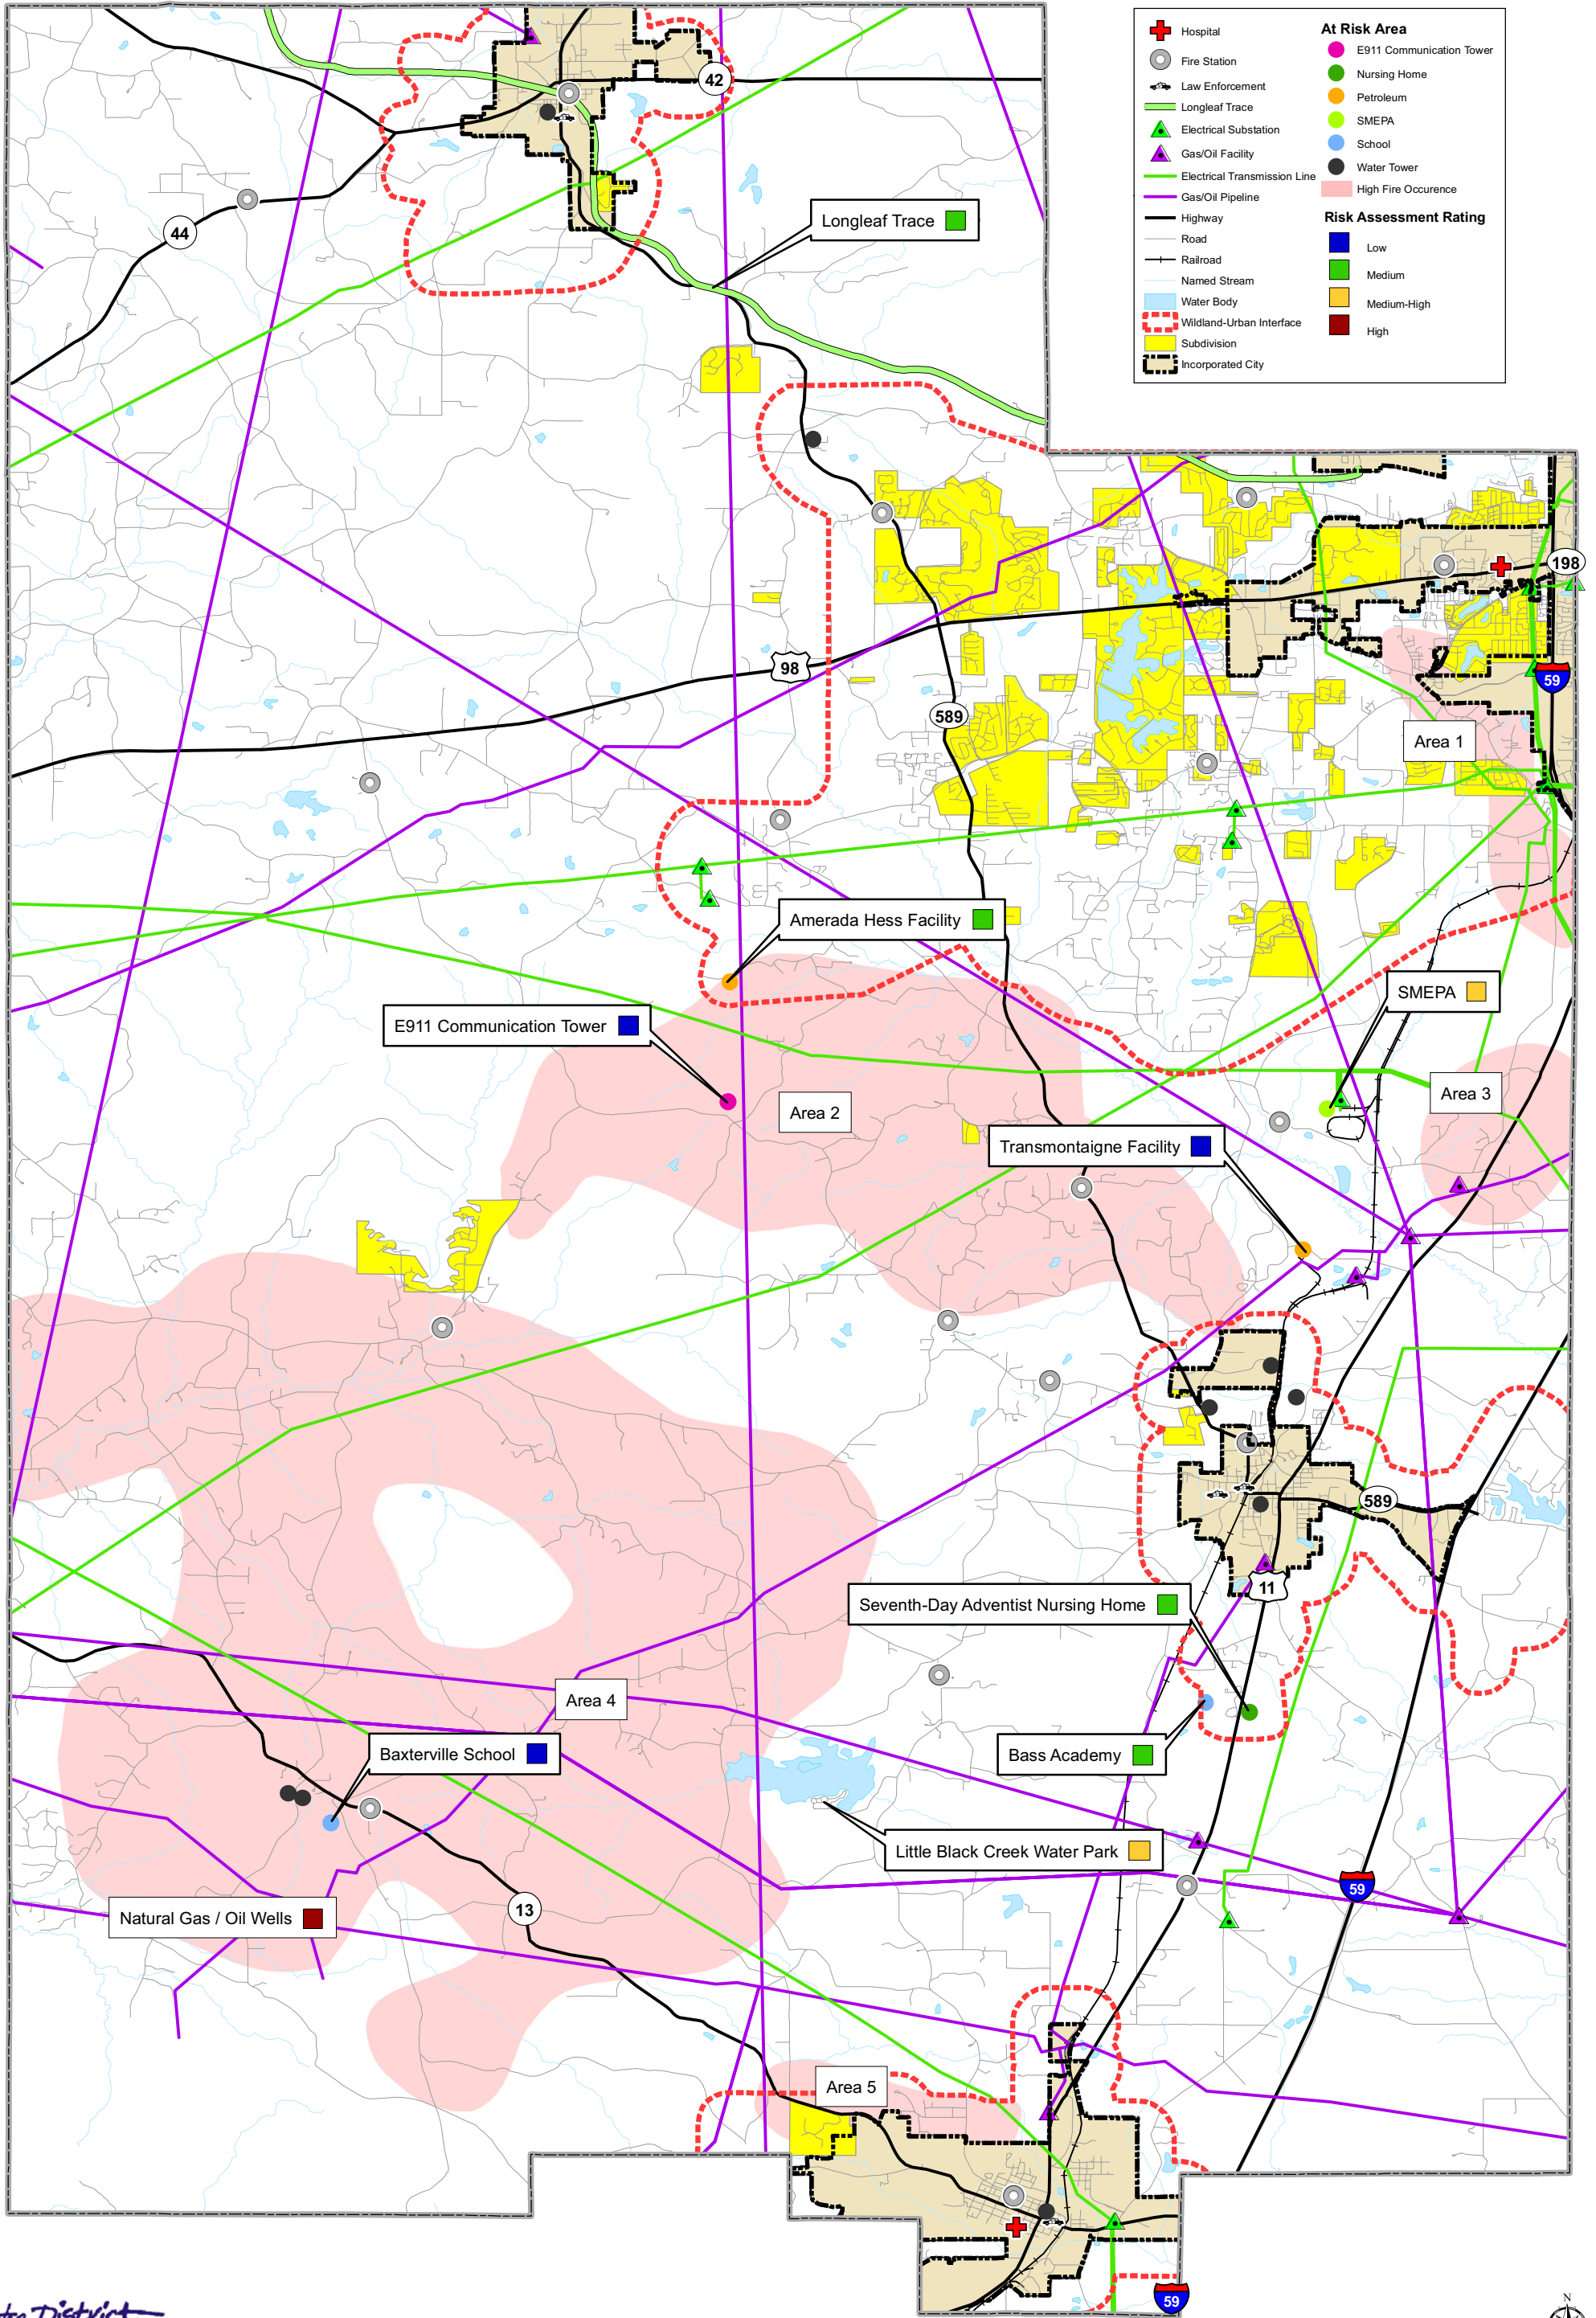 Hospital
Fire Station
Law Enforcement
Longleaf Trace
Electrical Substation
Gas/Oil Facility
Electrical Transmission Line
Gas/Oil Pipeline
Highway
Road
Railroad
Named Stream
Water Body
Wildland-Urban Interface
Subdivision
Incorporated City
At Risk Area
E911 Communication Tower
Nursing Home
Petroleum
SMEPA
School
Water Tower
High Fire Occurence
Risk Assessment Rating
Low
Medium
Medium-High
High
42
44
Longleaf Trace
198
98
59
589
Area 1
Amerada Hess Facility
SMEPA
E911 Communication Tower
Area 3
Area 2
Transmontaigne Facility
589
11
Seventh-Day Adventist Nursing Home
Area 4
Baxterville School
Bass Academy
Little Black Creek Water Park
59
13
Natural Gas / Oil Wells
Area 5
59
N
District